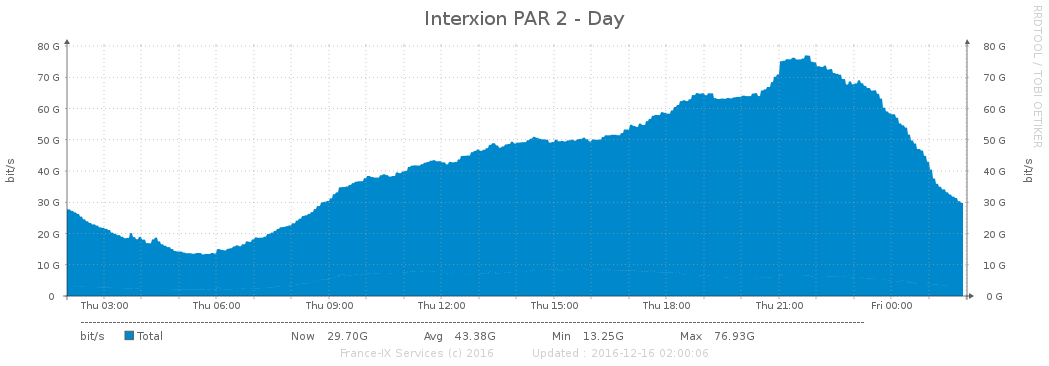 Interxion PAR 2 - Day
RRDTOOL / TOBI OETIKER
80 G 80 G
70 G 70 G
60 G 60 G
50 G 50 G
40 G 40 G
30 G 30 G
20 G 20 G
10 G 10 G
0 0 G
bit/s bit/s
Thu 03:00 Thu 06:00 Thu 09:00 Thu 12:00 Thu 15:00 Thu 18:00 Thu 21:00 Fri 00:00
bit/s Total Now 29.70G Avg 43.38G Min 13.25G Max 76.93G
France-IX Services (c) 2016 Updated : 2016-12-16 02:00:06